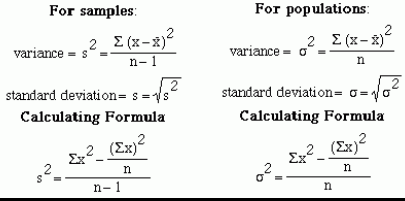 For samples:
variance = s² = Σ (x-x̄)² / n-1
standard deviation= s = √s²
Calculating Formula
s² = (Σx² - (Σx)² / n) / n-1
For populations:
variance = σ² = Σ (x-x̄)² / n
standard deviation= σ = √σ²
Calculating Formula
σ² = (Σx² - (Σx)² / n) / n